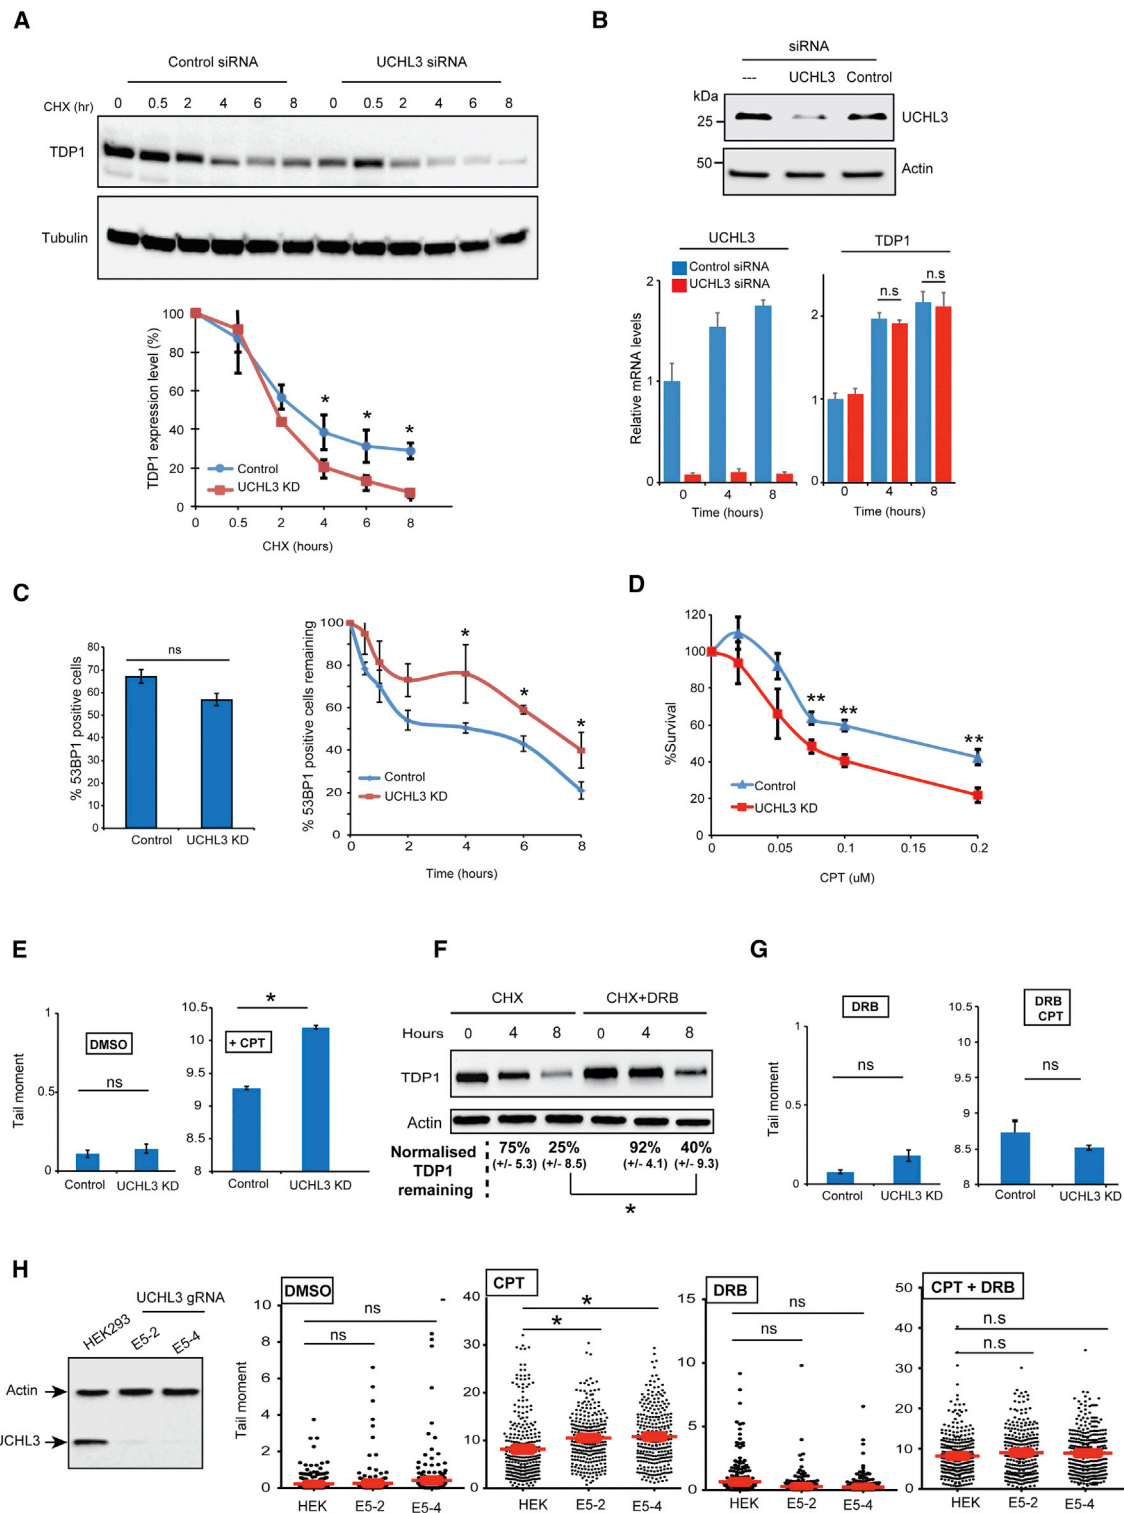 A
Control siRNA UCHL3 siRNA
CHX (hr) 0 0.5 2 4 6 8 0 0.5 2 4 6 8
TDP1
Tubulin
TDP1 expression level (%)
100
80
60
40
20
0
* * *
Control
UCHL3 KD
0 0.5 2 4 6 8
CHX (hours)
B
siRNA
--- UCHL3 Control
kDa
25
UCHL3
50
Actin
UCHL3
Control siRNA
UCHL3 siRNA
Relative mRNA levels
2
1
0
0 4 8
Time (hours)
TDP1
n.s n.s
2
1
0
0 4 8
Time (hours)
C
% 53BP1 positive cells
80
70
60
50
40
30
20
10
0
ns
Control UCHL3 KD
% 53BP1 positive cells remaining
100
80
60
40
20
0
* * *
Control
UCHL3 KD
0 2 4 6 8
Time (hours)
D
%Survival
120
100
80
60
40
20
0
** ** **
Control
UCHL3 KD
0 0.05 0.1 0.15 0.2
CPT (uM)
E
Tail moment
1
0.5
0
DMSO
ns
Control UCHL3 KD
10.5
10
9.5
9
8.5
8
*
+ CPT
Control UCHL3 KD
F
CHX CHX+DRB
Hours 0 4 8 0 4 8
TDP1
Actin
Normalised
TDP1
remaining
75% 25% 92% 40%
(+/- 5.3) (+/- 8.5) (+/- 4.1) (+/- 9.3)
*
G
Tail moment
1
0.5
0
DRB
ns
Control UCHL3 KD
10.5
10
9.5
9
8.5
8
DRB
CPT
ns
Control UCHL3 KD
H
UCHL3 gRNA
HEK293 E5-2 E5-4
Actin
UCHL3
Tail moment
10
8
6
4
2
0
DMSO
ns
ns
HEK E5-2 E5-4
40
30
20
10
0
CPT
*
*
HEK E5-2 E5-4
15
10
5
0
DRB
ns
ns
HEK E5-2 E5-4
50
40
30
20
10
0
CPT + DRB
n.s
n.s
HEK E5-2 E5-4